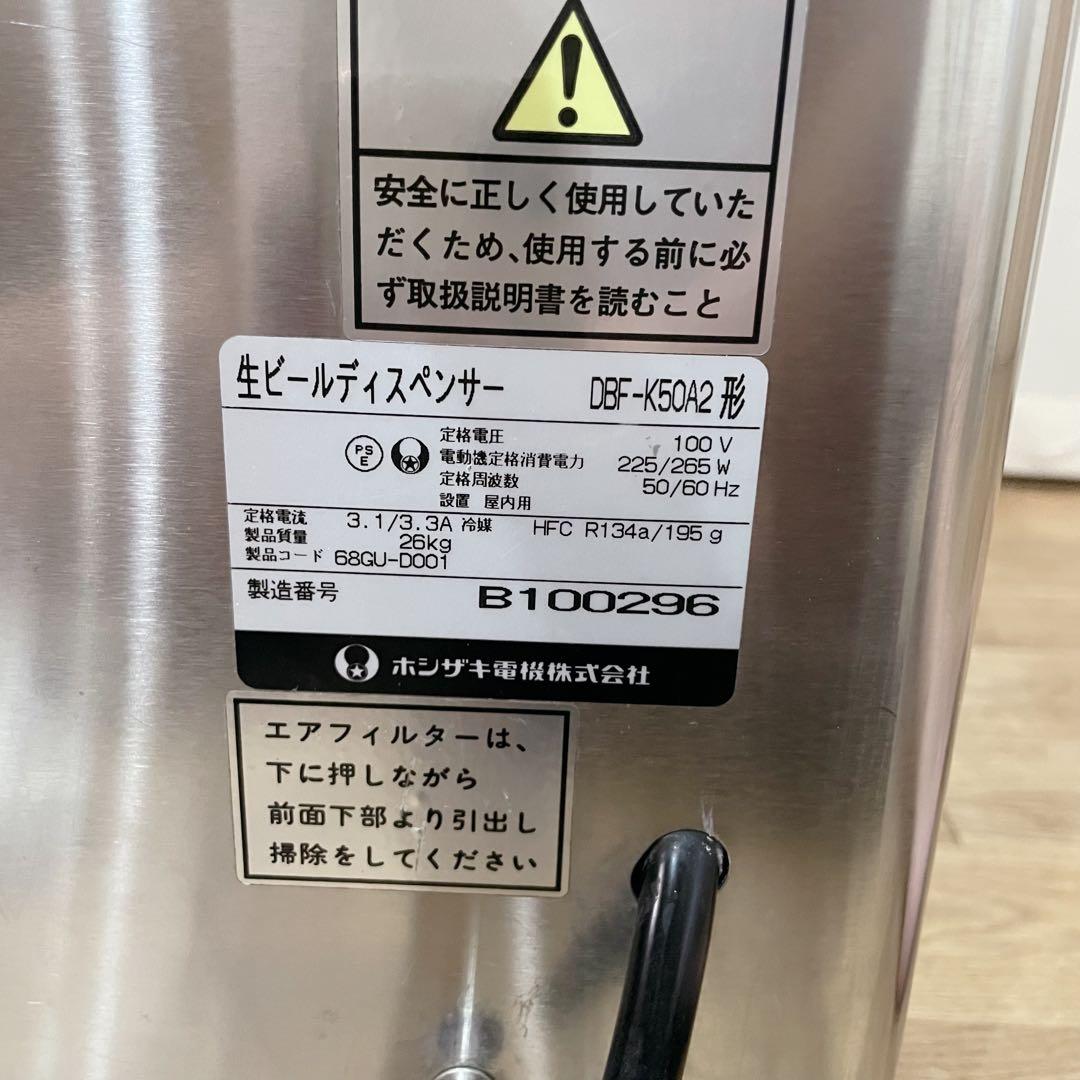 安全に正しく使用していた
だくため、使用する前に必
ず取扱説明書を読むこと
生ビールディスペンサー DBF-K50A2 形
PS
E
定格電圧 100 V
電動機定格消費電力 225/265 W
定格周波数 50/60 Hz
設置 屋内用
定格電流 3.1/3.3A 冷媒 HFC R134a/195 g
製品質量 26kg
製品コード 68GU-D001
製造番号 B100296
ホシザキ電機株式会社
エアフィルターは、
下に押しながら
前面下部より引出し
掃除をしてください